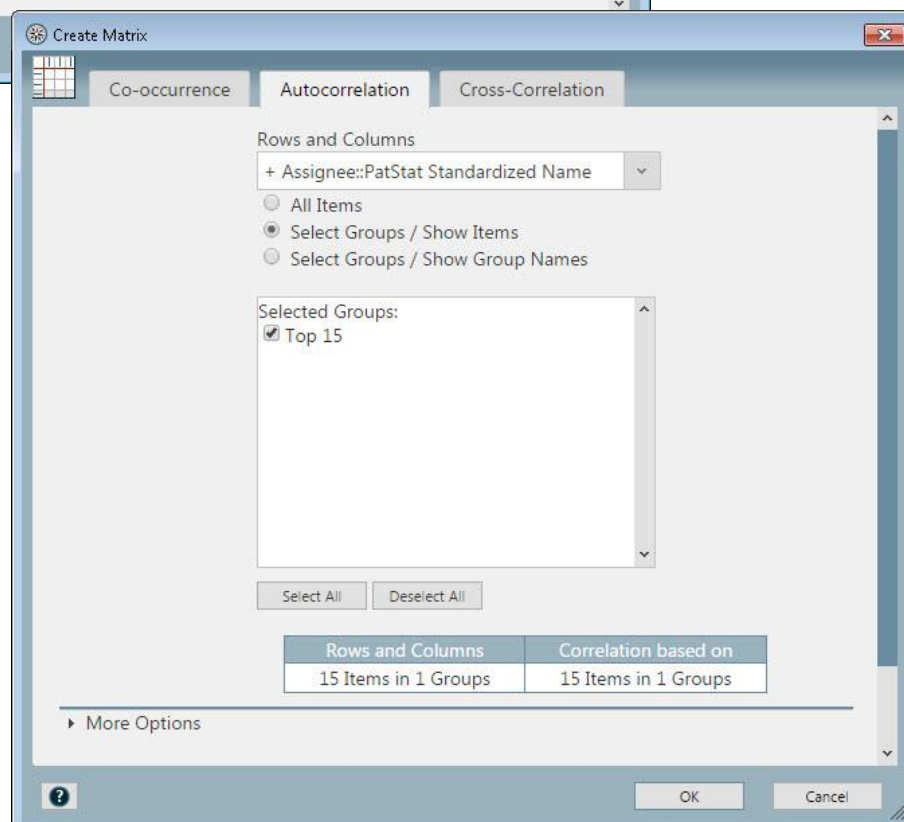 Create Matrix
Co-occurrence Autocorrelation Cross-Correlation
Rows and Columns
+ Assignee::PatStat Standardized Name
All Items
Select Groups / Show Items
Select Groups / Show Group Names
Selected Groups:
Top 15
Select All Deselect All
Rows and Columns Correlation based on
15 Items in 1 Groups 15 Items in 1 Groups
More Options
? OK Cancel